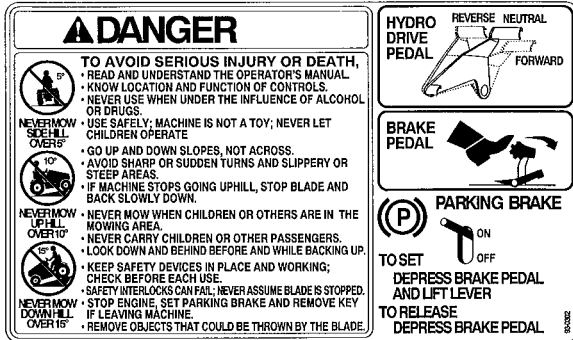 ⚠DANGER
TO AVOID SERIOUS INJURY OR DEATH,
• READ AND UNDERSTAND THE OPERATOR'S MANUAL.
• KNOW LOCATION AND FUNCTION OF CONTROLS.
• NEVER USE WHEN UNDER THE INFLUENCE OF ALCOHOL
OR DRUGS.
• USE SAFELY; MACHINE IS NOT A TOY; NEVER LET
CHILDREN OPERATE
• GO UP AND DOWN SLOPES, NOT ACROSS.
• AVOID SHARP OR SUDDEN TURNS AND SLIPPERY OR
STEEP AREAS.
• IF MACHINE STOPS GOING UPHILL, STOP BLADE AND
BACK SLOWLY DOWN.
• NEVER MOW WHEN CHILDREN OR OTHERS ARE IN THE
MOWING AREA.
• NEVER CARRY CHILDREN OR OTHER PASSENGERS.
• LOOK DOWN AND BEHIND BEFORE AND WHILE BACKING UP.
• KEEP SAFETY DEVICES IN PLACE AND WORKING;
CHECK BEFORE EACH USE.
• SAFETY INTERLOCKS CAN FAIL; NEVER ASSUME BLADE IS STOPPED.
• STOP ENGINE, SET PARKING BRAKE AND REMOVE KEY
IF LEAVING MACHINE.
• REMOVE OBJECTS THAT COULD BE THROWN BY THE BLADE.
5°
NEVER MOW
SIDE HILL
OVER 5°
10°
NEVER MOW
UP HILL
OVER 10°
15°
NEVER MOW
DOWN HILL
OVER 15°
HYDRO
DRIVE
PEDAL
REVERSE NEUTRAL
FORWARD
BRAKE
PEDAL
(P) PARKING BRAKE
ON
OFF
TO SET
DEPRESS BRAKE PEDAL
AND LIFT LEVER
TO RELEASE
DEPRESS BRAKE PEDAL
93-0302